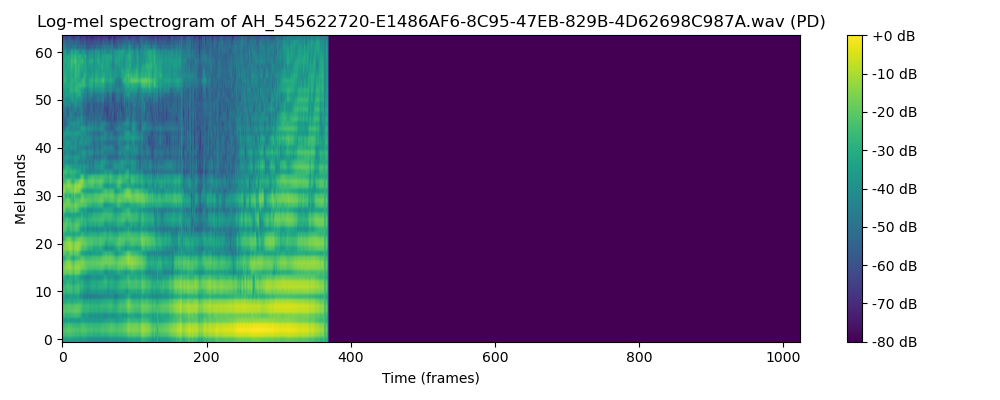 Log-mel spectrogram of AH_545622720-E1486AF6-8C95-47EB-829B-4D62698C987A.wav (PD)
60
50
40
30
20
10
0
Mel bands
0 200 400 600 800 1000
Time (frames)
+0 dB
-10 dB
-20 dB
-30 dB
-40 dB
-50 dB
-60 dB
-70 dB
-80 dB